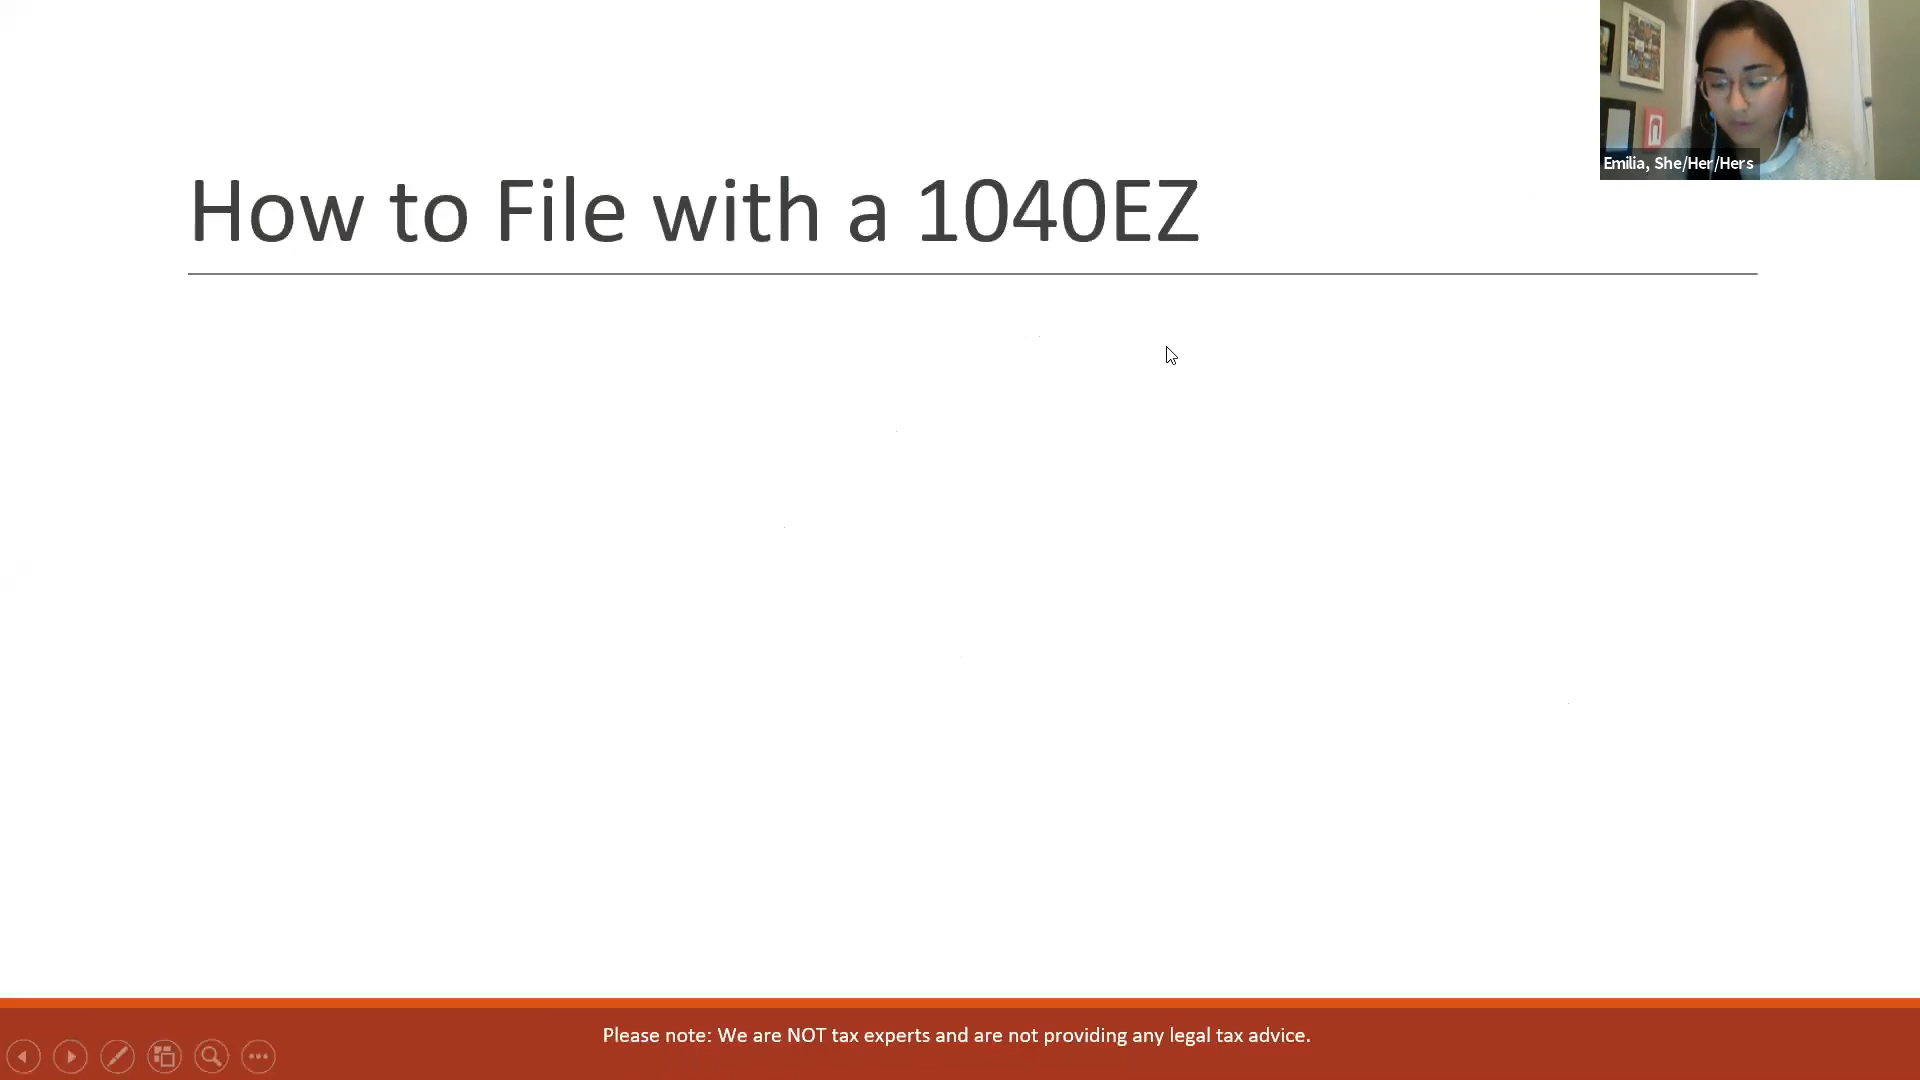 How to File with a 1040EZ
Emilia, She/Her/Hers
Please note: We are NOT tax experts and are not providing any legal tax advice.